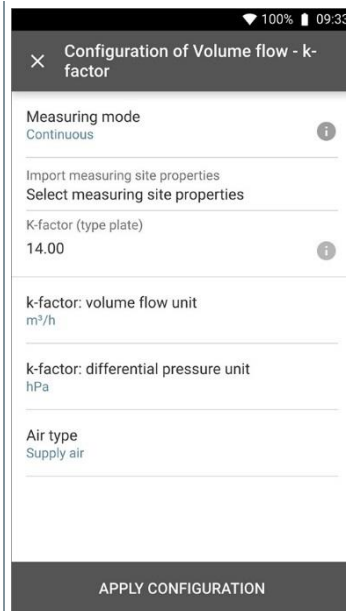 100% 09:33
Configuration of Volume flow - k-
factor
Measuring mode
Continuous
Import measuring site properties
Select measuring site properties
K-factor (type plate)
14.00
k-factor: volume flow unit
m³/h
k-factor: differential pressure unit
hPa
Air type
Supply air
APPLY CONFIGURATION